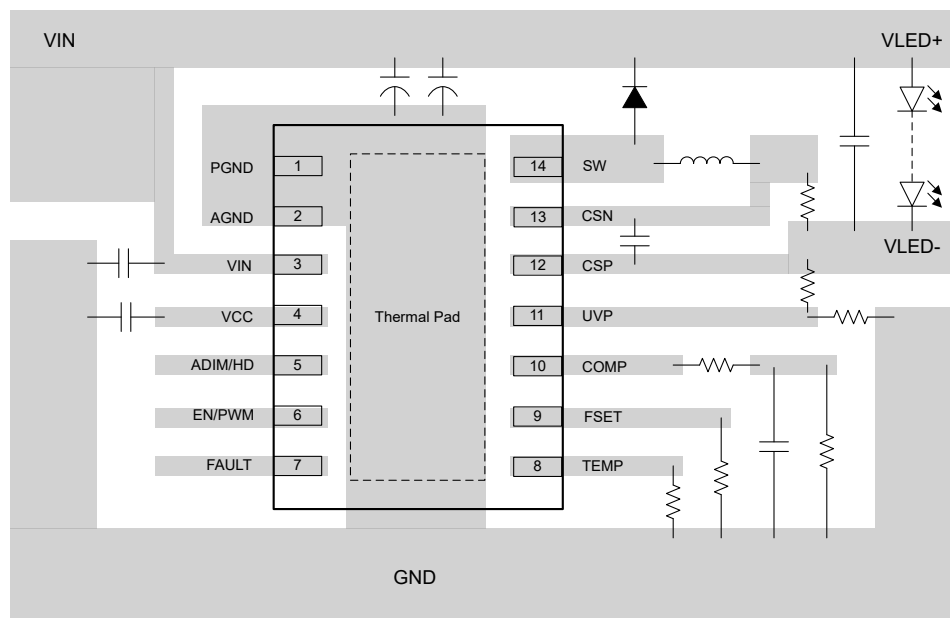 VIN
VLED+
PGND 1
14 SW
AGND 2
13 CSN
VLED-
VIN 3
12 CSP
VCC 4
Thermal Pad
11 UVP
ADIM/HD 5
10 COMP
EN/PWM 6
9 FSET
FAULT 7
8 TEMP
GND